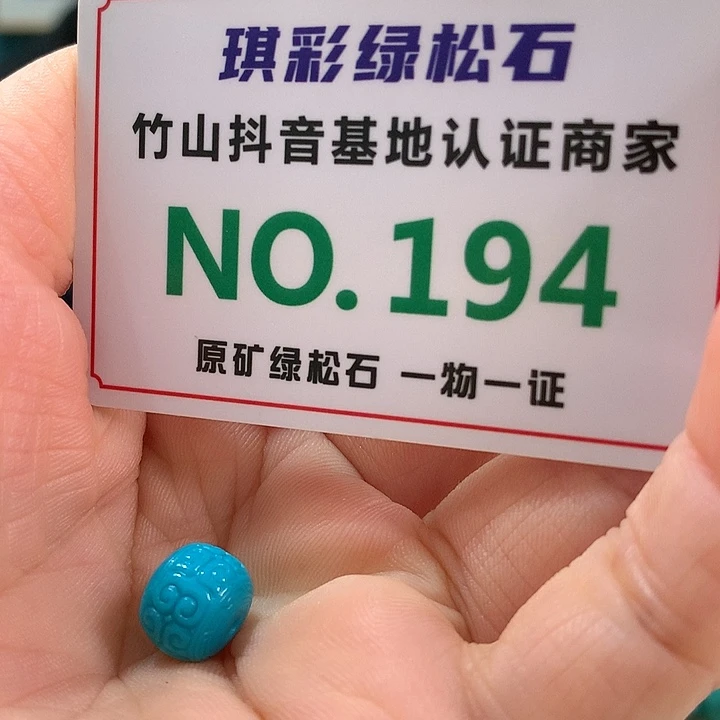 琪彩绿松石
竹山抖音基地认证商家
NO.194
原矿绿松石 一物一证